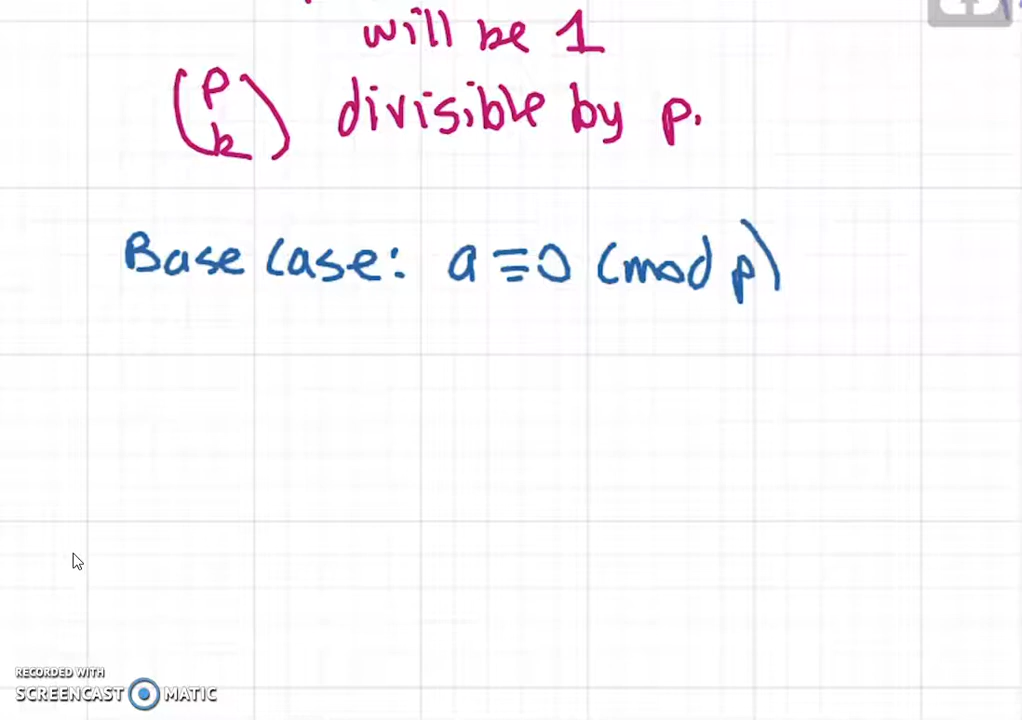 will be 1
(p k) divisible by p.
Base Case: a ≡ 0 (mod p)
RECORDED WITH
SCREENCAST MATIC